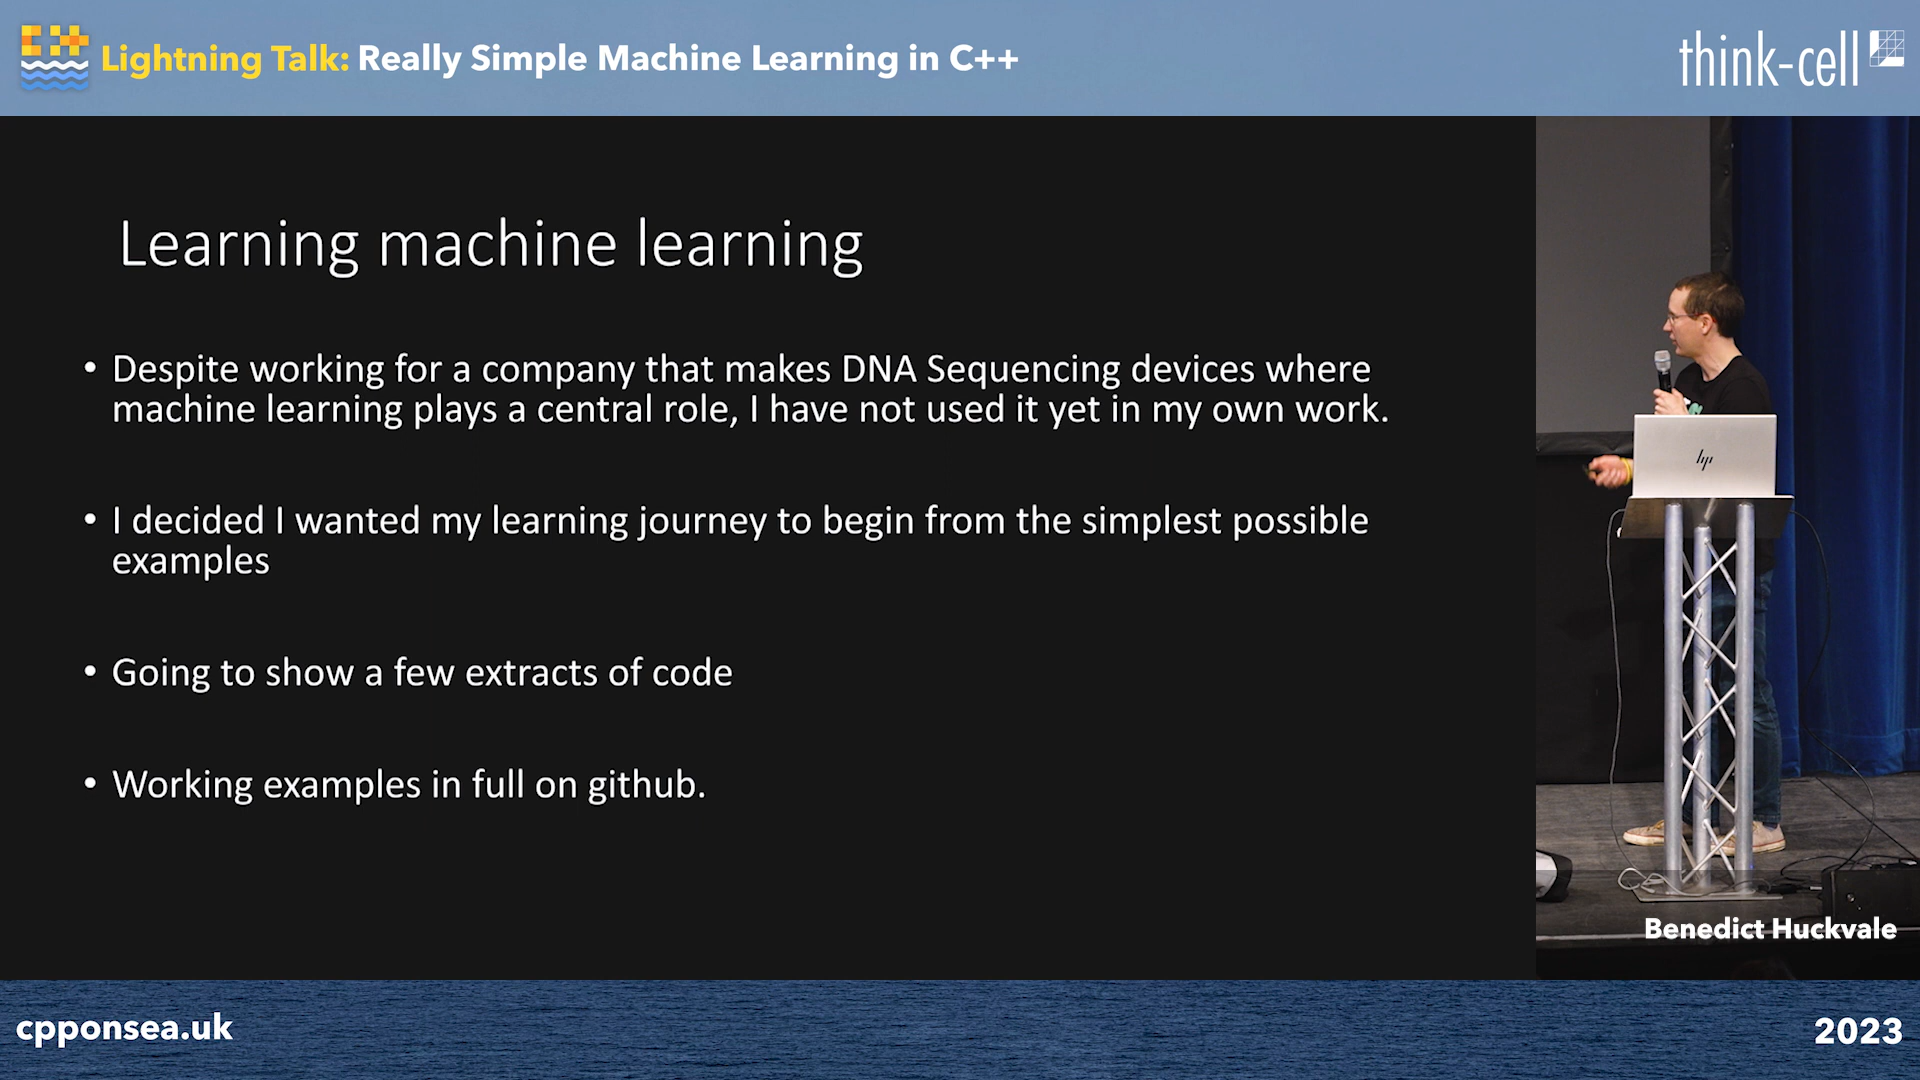 Lightning Talk: Really Simple Machine Learning in C++
think-cell
Learning machine learning
• Despite working for a company that makes DNA Sequencing devices where
machine learning plays a central role, I have not used it yet in my own work.
• I decided I wanted my learning journey to begin from the simplest possible
examples
• Going to show a few extracts of code
• Working examples in full on github.
hp
Benedict Huckvale
cpponsea.uk
2023